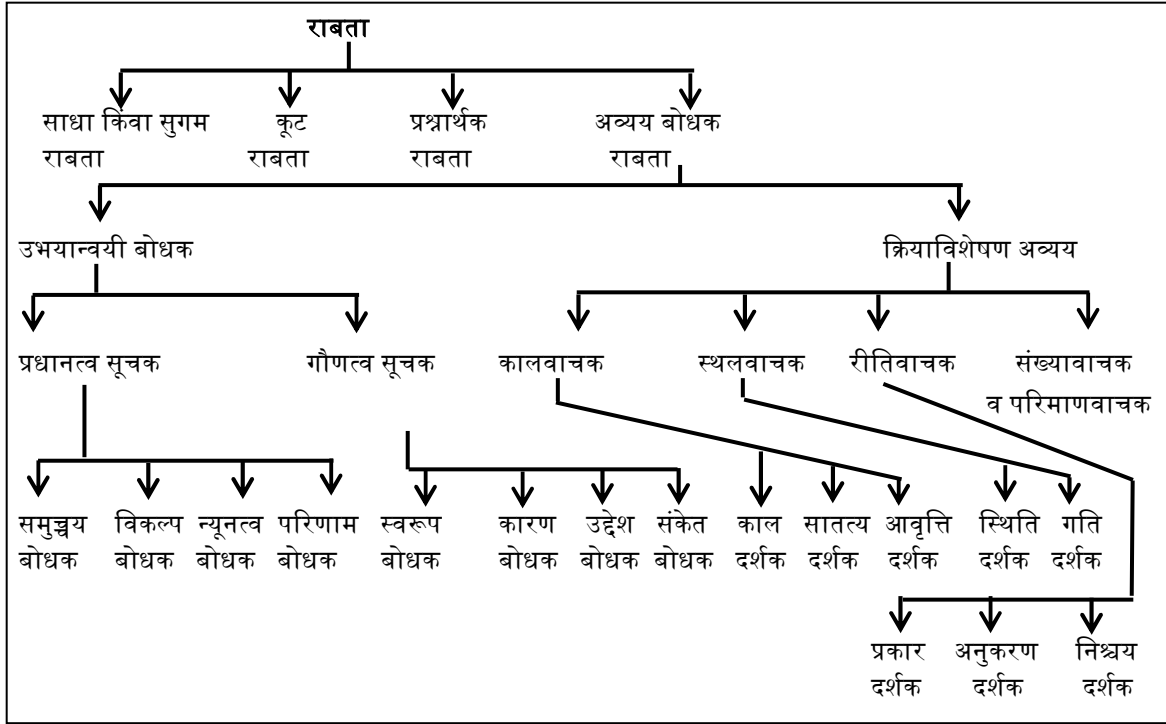 राबता
साधा किंवा सुगम कूट प्रश्नार्थक अव्यय बोधक
राबता राबता राबता राबता
उभयान्वयी बोधक क्रियाविशेषण अव्यय
प्रधानत्व सूचक गौणत्व सूचक कालवाचक स्थलवाचक रीतिवाचक संख्यावाचक
व परिमाणवाचक
समुच्चय विकल्प न्यूनत्व परिणाम स्वरूप कारण उद्देश संकेत काल सातत्य आवृत्ति स्थिति गति
बोधक बोधक बोधक बोधक बोधक बोधक बोधक बोधक दर्शक दर्शक दर्शक दर्शक दर्शक
प्रकार अनुकरण निश्चय
दर्शक दर्शक दर्शक